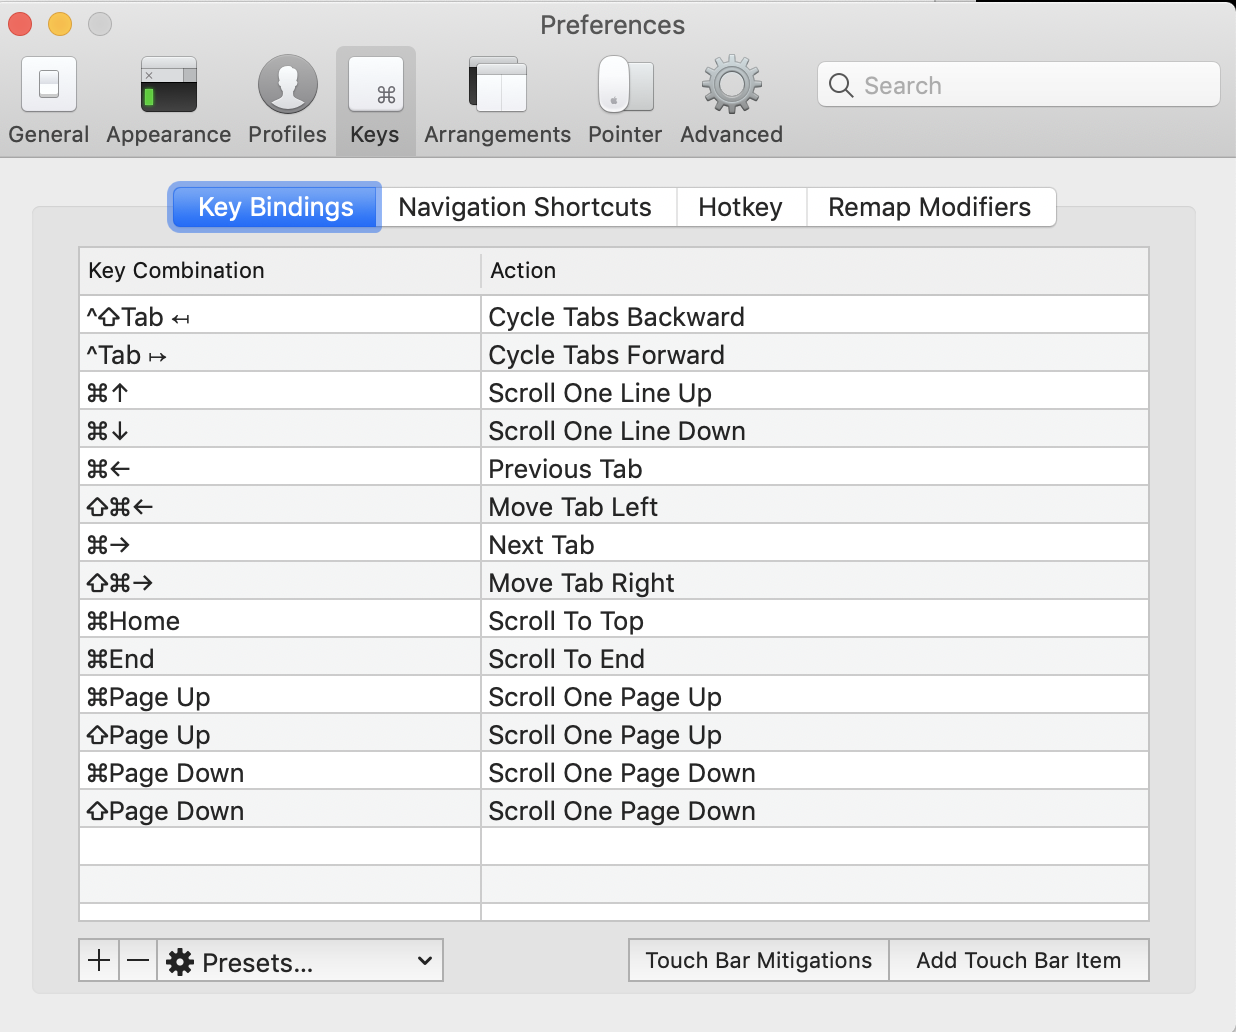 Preferences
General Appearance Profiles Keys Arrangements Pointer Advanced Search
Key Bindings Navigation Shortcuts Hotkey Remap Modifiers
Key Combination Action
^⇧Tab ↤ Cycle Tabs Backward
^Tab ↦ Cycle Tabs Forward
⌘↑ Scroll One Line Up
⌘↓ Scroll One Line Down
⌘← Previous Tab
⇧⌘← Move Tab Left
⌘→ Next Tab
⇧⌘→ Move Tab Right
⌘Home Scroll To Top
⌘End Scroll To End
⌘Page Up Scroll One Page Up
⇧Page Up Scroll One Page Up
⌘Page Down Scroll One Page Down
⇧Page Down Scroll One Page Down
Presets... Touch Bar Mitigations Add Touch Bar Item